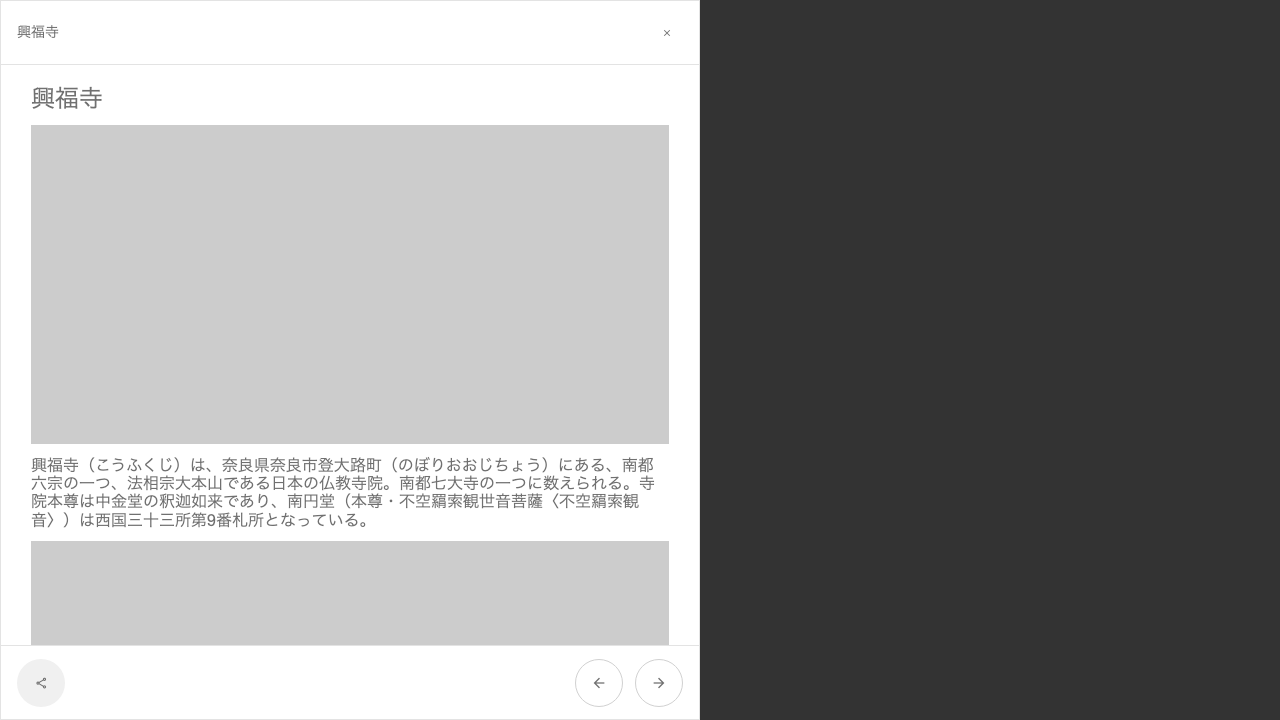 興福寺
興福寺
興福寺（こうふくじ）は、奈良県奈良市登大路町（のぼりおおじちょう）にある、南都
六宗の一つ、法相宗大本山である日本の仏教寺院。南都七大寺の一つに数えられる。寺
院本尊は中金堂の釈迦如来であり、南円堂（本尊・不空羂索観世音菩薩〈不空羂索観
音〉）は西国三十三所第9番札所となっている。